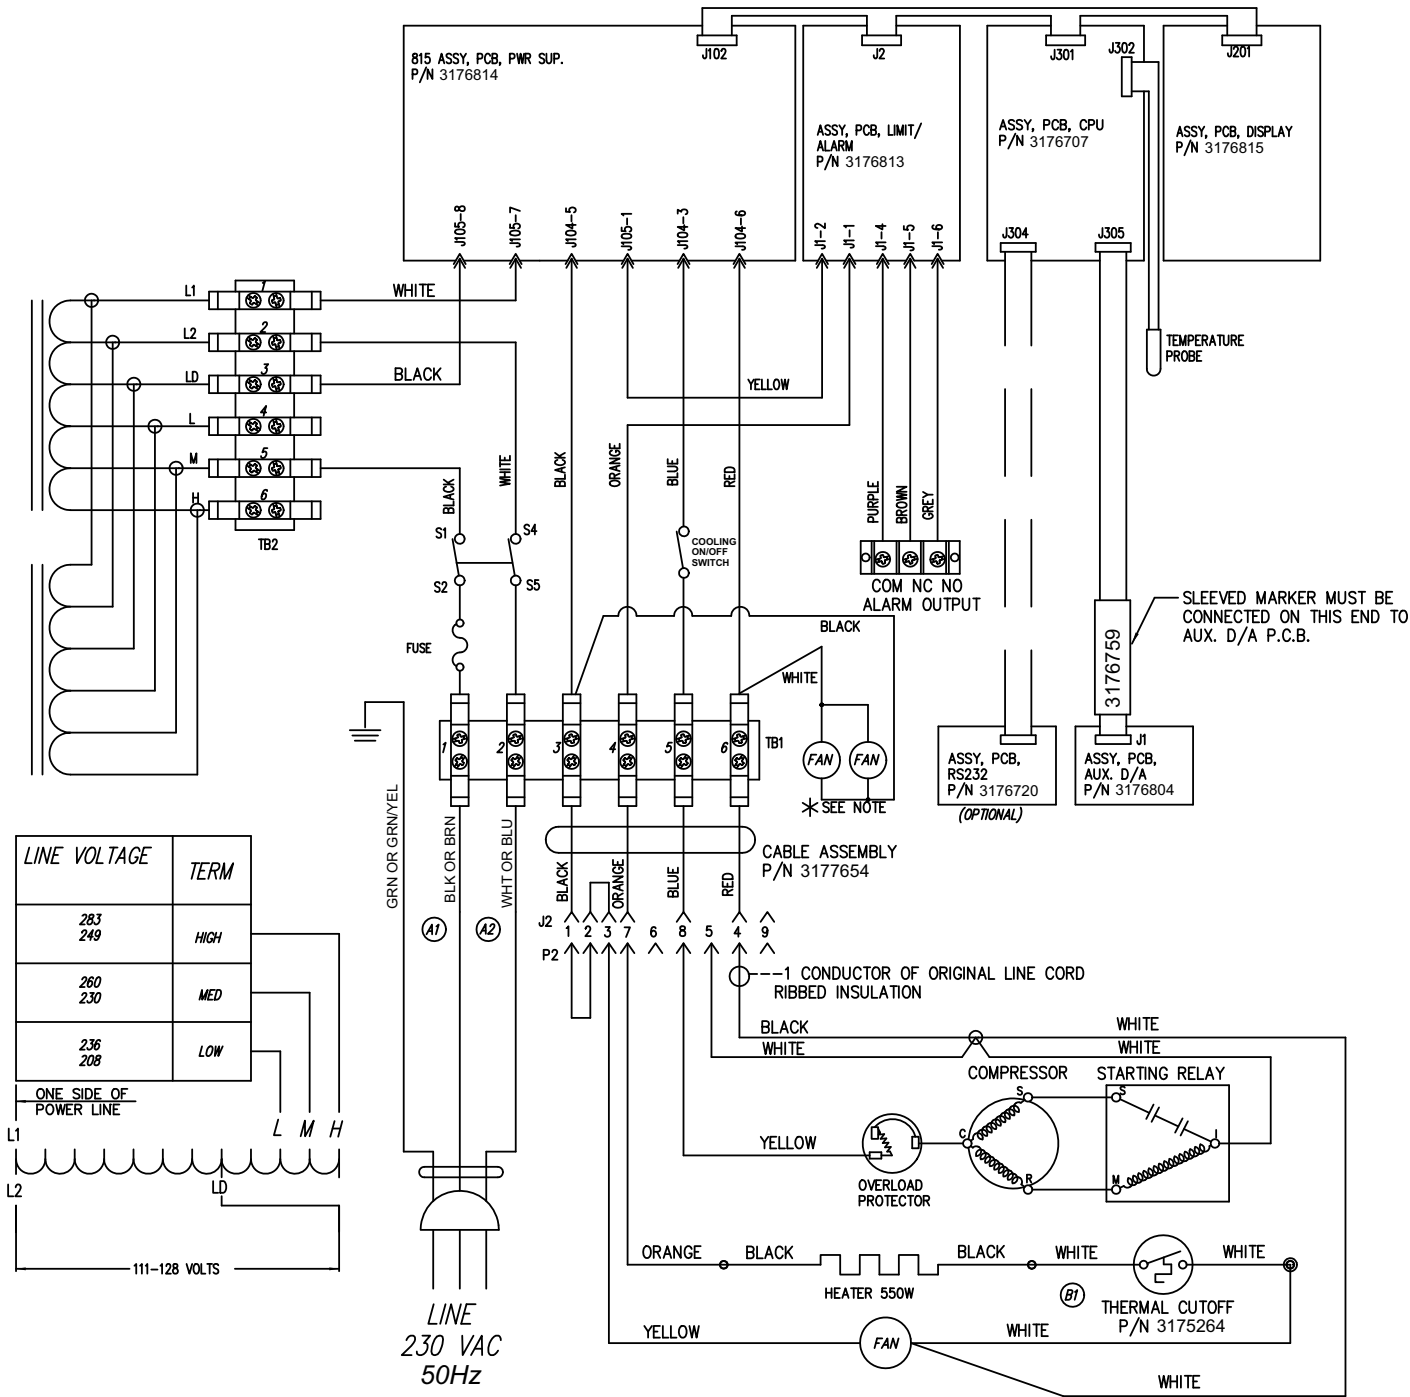 J102
J2
J301
J302
J201
815 ASSY, PCB, PWR SUP.
P/N 3176814
ASSY, PCB, LIMIT/
ALARM
P/N 3176813
ASSY, PCB, CPU
P/N 3176707
ASSY, PCB, DISPLAY
P/N 3176815
J105-8
J105-7
J104-5
J105-1
J104-3
J104-6
J1-2
J1-1
J1-4
J1-5
J1-6
J304
J305
L1
1
WHITE
L2
2
LD
3
BLACK
L
4
M
5
H
6
TB2
YELLOW
TEMPERATURE
PROBE
BLACK
WHITE
BLACK
ORANGE
BLUE
RED
PURPLE
BROWN
GREY
S1
S4
S2
S5
COOLING
ON/OFF
SWITCH
COM NC NO
ALARM OUTPUT
SLEEVED MARKER MUST BE
CONNECTED ON THIS END TO
AUX. D/A P.C.B.
3176759
FUSE
BLACK
WHITE
1
2
3
4
5
6
TB1
FAN
FAN
SEE NOTE
J1
ASSY, PCB,
RS232
P/N 3176720
(OPTIONAL)
ASSY, PCB,
AUX. D/A
P/N 3176804
GRN OR GRN/YEL
BLK OR BRN
WHT OR BLU
CABLE ASSEMBLY
P/N 3177654
BLACK
ORANGE
BLUE
RED
LINE VOLTAGE
TERM
283
249
HIGH
260
230
MED
236
208
LOW
ONE SIDE OF
POWER LINE
L1
L M H
L2
LD
111-128 VOLTS
A1
A2
J2
1 2 3 7 6 8 5 4 9
P2
1 CONDUCTOR OF ORIGINAL LINE CORD
RIBBED INSULATION
BLACK
WHITE
WHITE
WHITE
COMPRESSOR
STARTING RELAY
S
S
C
I
R
M
YELLOW
OVERLOAD
PROTECTOR
ORANGE
BLACK
BLACK
WHITE
WHITE
HEATER 550W
B1
THERMAL CUTOFF
P/N 3175264
YELLOW
FAN
WHITE
WHITE
LINE
230 VAC
50Hz